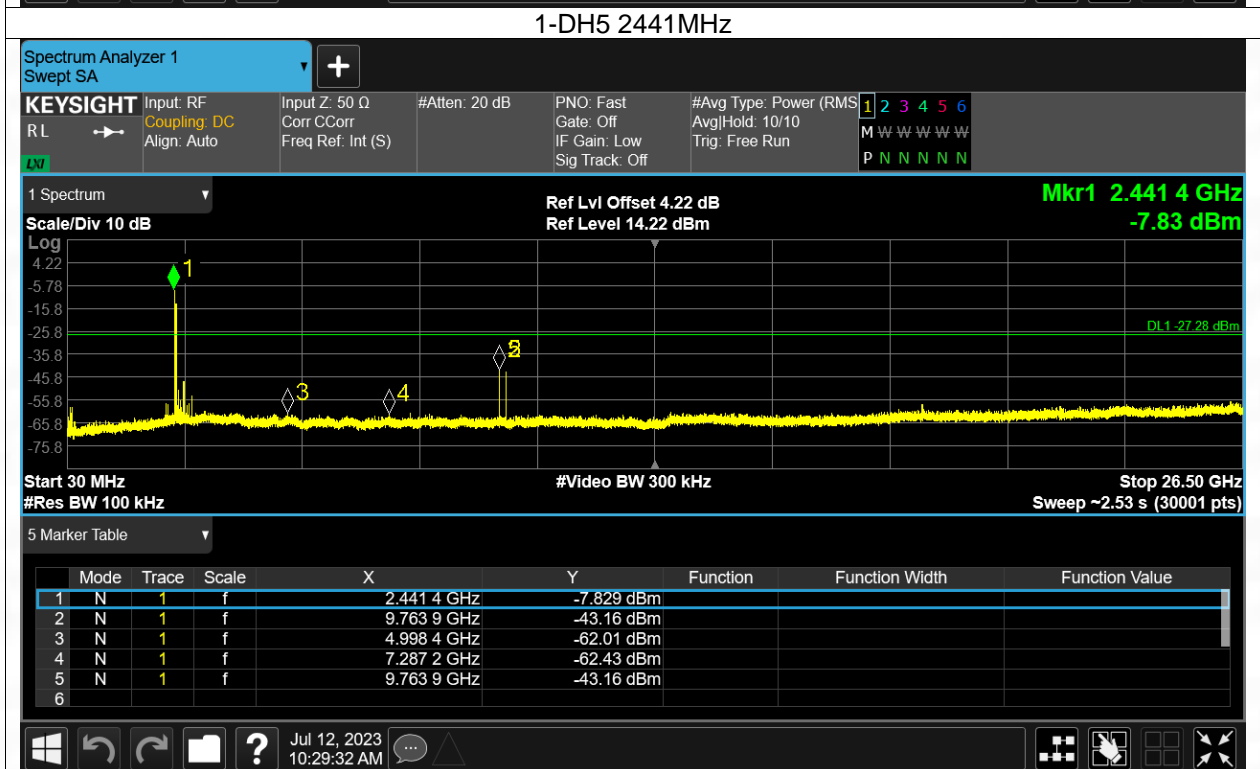 1-DH5 2441MHz
Spectrum Analyzer 1
Swept SA
KEYSIGHT
RL
LXI
Input: RF
Coupling: DC
Align: Auto
Input Z: 50 Ω
Corr CCorr
Freq Ref: Int (S)
#Atten: 20 dB
PNO: Fast
Gate: Off
IF Gain: Low
Sig Track: Off
#Avg Type: Power (RMS
Avg|Hold: 10/10
Trig: Free Run
1 2 3 4 5 6
M W W W W W
P N N N N N
1 Spectrum
Scale/Div 10 dB
Ref Lvl Offset 4.22 dB
Ref Level 14.22 dBm
Mkr1 2.441 4 GHz
-7.83 dBm
Log
4.22
-5.78
-15.8
-25.8
-35.8
-45.8
-55.8
-65.8
-75.8
1
DL1 -27.28 dBm
3
4
Start 30 MHz
#Res BW 100 kHz
#Video BW 300 kHz
Stop 26.50 GHz
Sweep ~2.53 s (30001 pts)
5 Marker Table
Mode Trace Scale X Y Function Function Width Function Value
1 N 1 f 2.441 4 GHz -7.829 dBm
2 N 1 f 9.763 9 GHz -43.16 dBm
3 N 1 f 4.998 4 GHz -62.01 dBm
4 N 1 f 7.287 2 GHz -62.43 dBm
5 N 1 f 9.763 9 GHz -43.16 dBm
6
?
Jul 12, 2023
10:29:32 AM